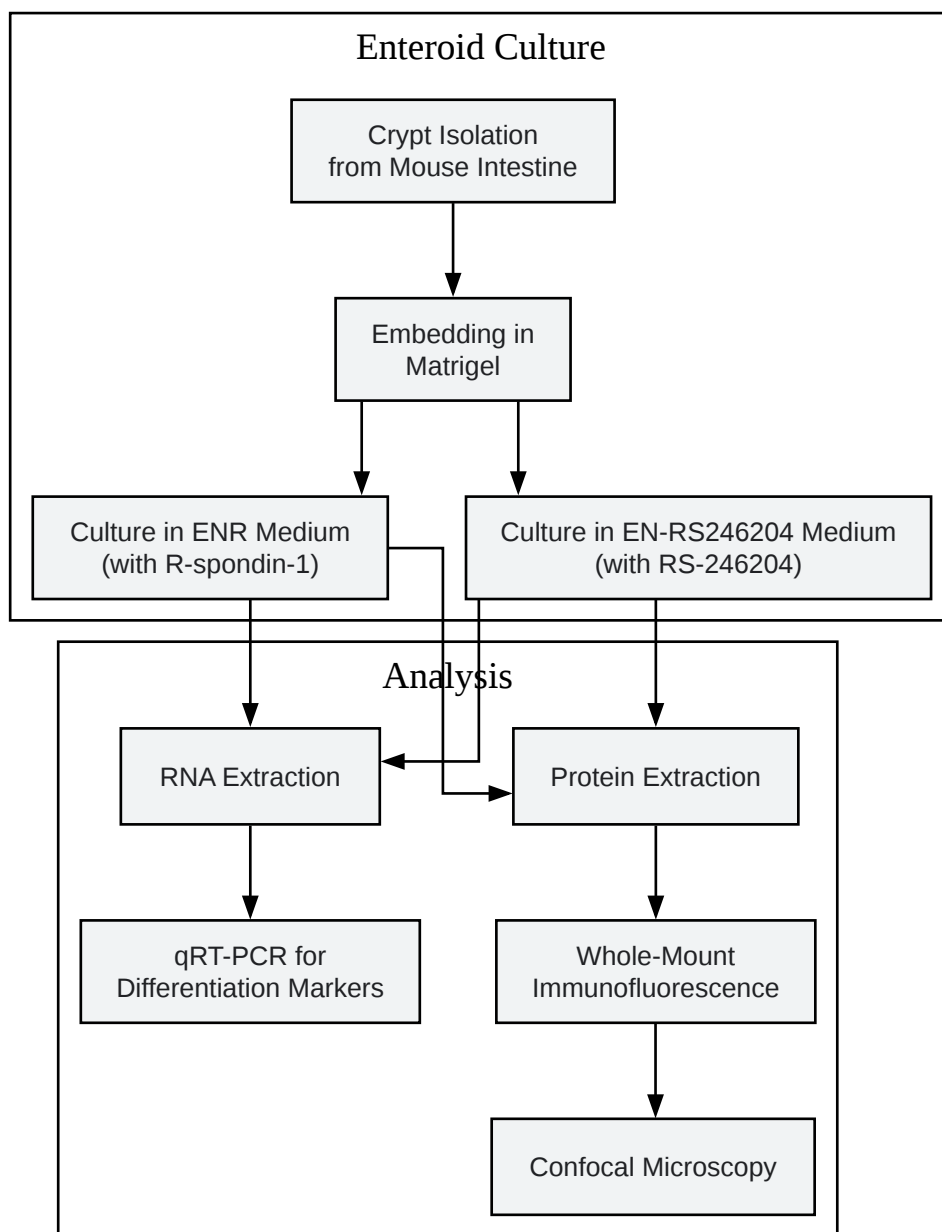 Enteroid Culture
Crypt Isolation
from Mouse Intestine
Embedding in
Matrigel
Culture in ENR Medium
(with R-spondin-1)
Culture in EN-RS246204 Medium
(with RS-246204)
Analysis
RNA Extraction
Protein Extraction
qRT-PCR for
Differentiation Markers
Whole-Mount
Immunofluorescence
Confocal Microscopy